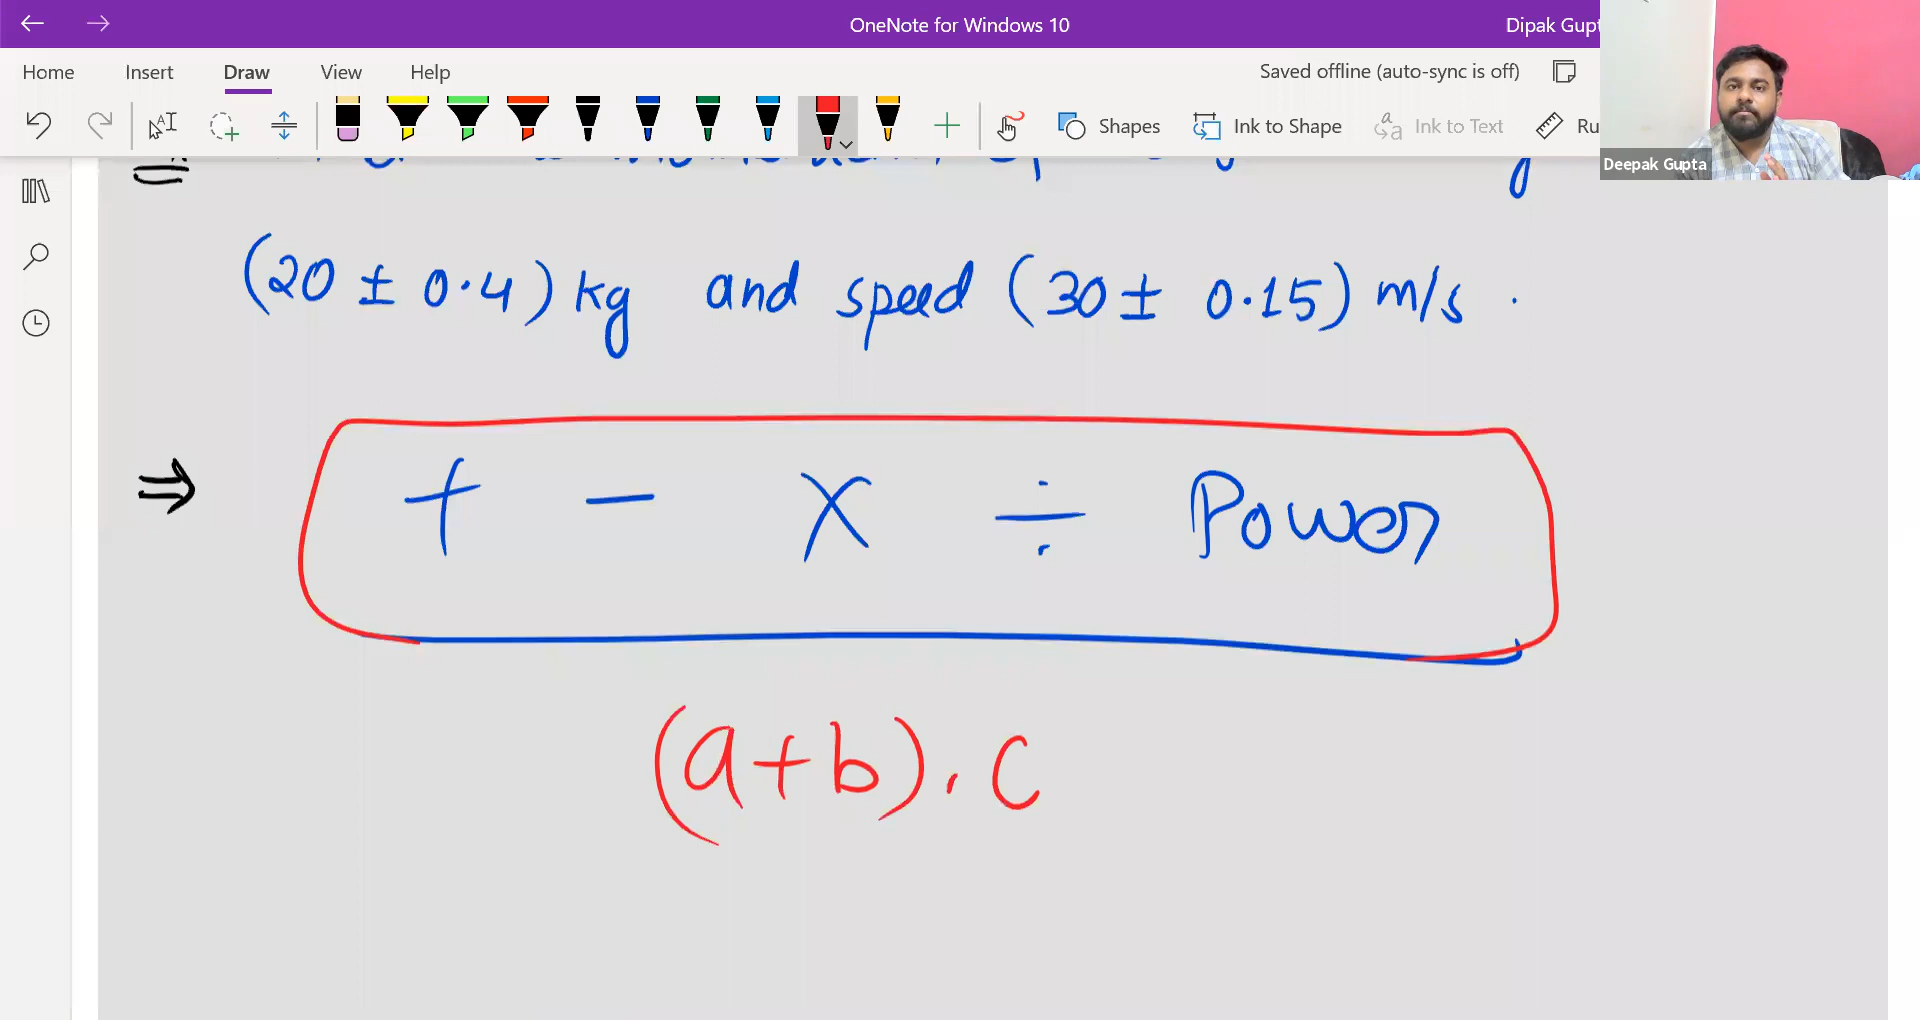 OneNote for Windows 10
Dipak Gupt
Home Insert Draw View Help
Saved offline (auto-sync is off)
Shapes Ink to Shape Ink to Text Ru
Deepak Gupta
(20 ± 0.4) kg and speed (30 ± 0.15) m/s .
⇒ + − × ÷ Power
(a+b).c